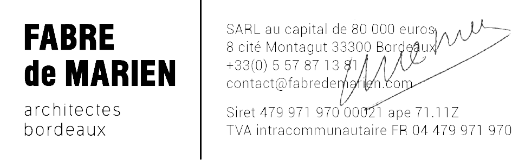 FABRE
de MARIEN
architectes
bordeaux
SARL au capital de 80 000 euros
8 cité Montagut 33300 Bordeaux
+33(0) 5 57 87 13 81
contact@fabredemarien.com
Siret 479 971 970 00021 ape 71.11Z
TVA intracommunautaire FR 04 479 971 970